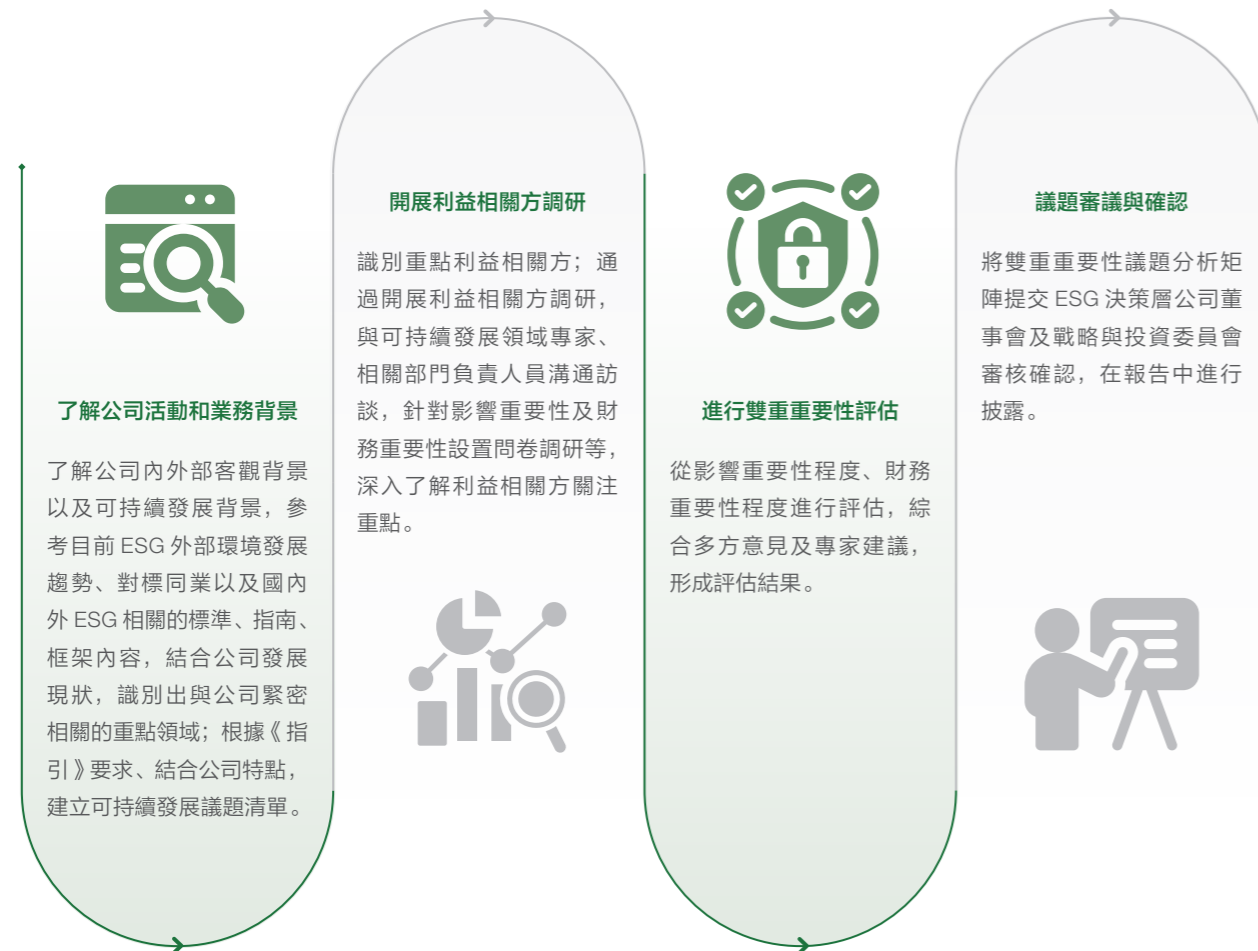 了解公司活動和業務背景
了解公司內外部客觀背景
以及可持續發展背景，參
考目前 ESG 外部環境發展
趨勢、對標同業以及國內
外 ESG 相關的標準、指南、
框架內容，結合公司發展
現狀，識別出與公司緊密
相關的重點領域；根據《指
引》要求、結合公司特點，
建立可持續發展議題清單。
開展利益相關方調研
識別重點利益相關方；通
過開展利益相關方調研，
與可持續發展領域專家、
相關部門負責人員溝通訪
談，針對影響重要性及財
務重要性設置問卷調研等，
深入了解利益相關方關注
重點。
進行雙重重要性評估
從影響重要性程度、財務
重要性程度進行評估，綜
合多方意見及專家建議，
形成評估結果。
議題審議與確認
將雙重重要性議題分析矩
陣提交 ESG 決策層公司董
事會及戰略與投資委員會
審核確認，在報告中進行
披露。